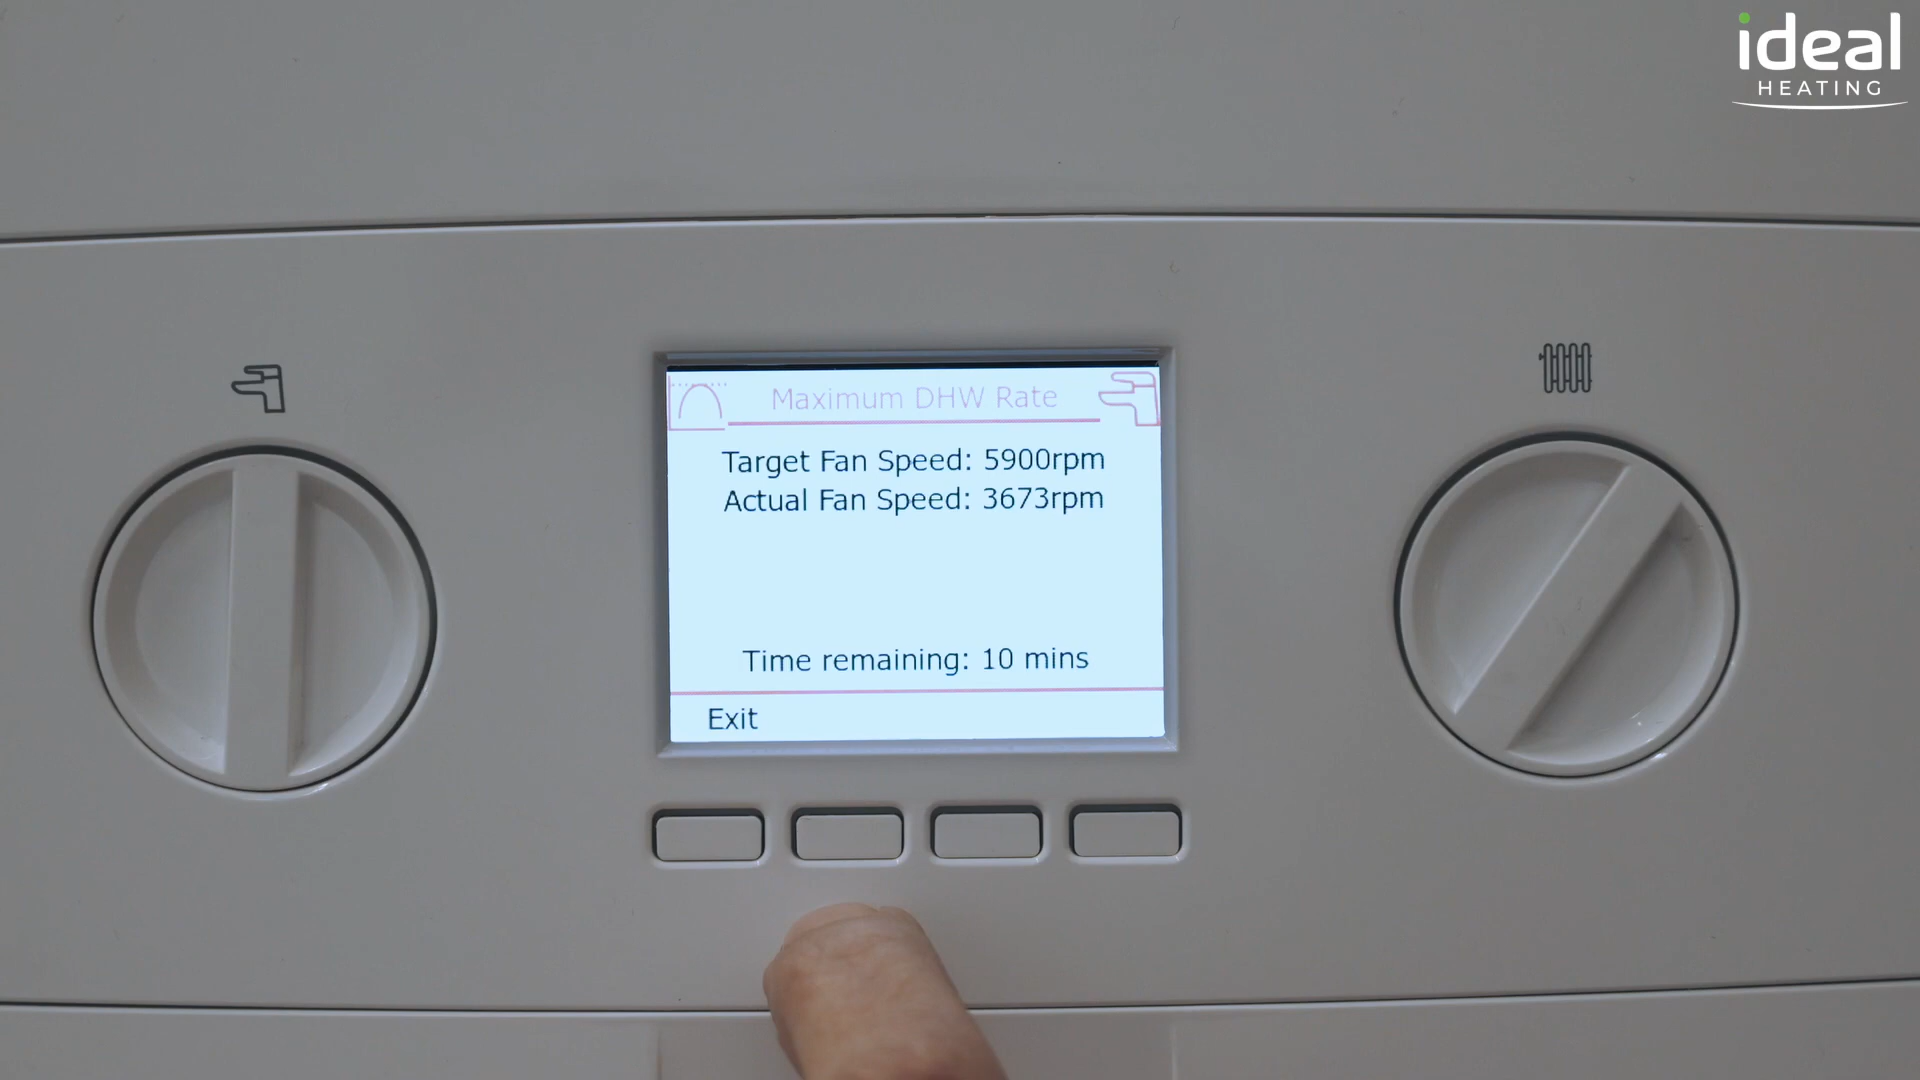 ideal
HEATING
Maximum DHW Rate
Target Fan Speed: 5900rpm
Actual Fan Speed: 3673rpm
Time remaining: 10 mins
Exit